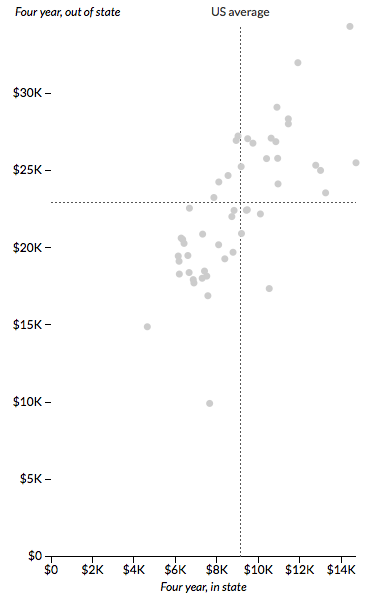 Four year, out of state
US average
$30K
$25K
$20K
$15K
$10K
$5K
$0
$0 $2K $4K $6K $8K $10K $12K $14K
Four year, in state